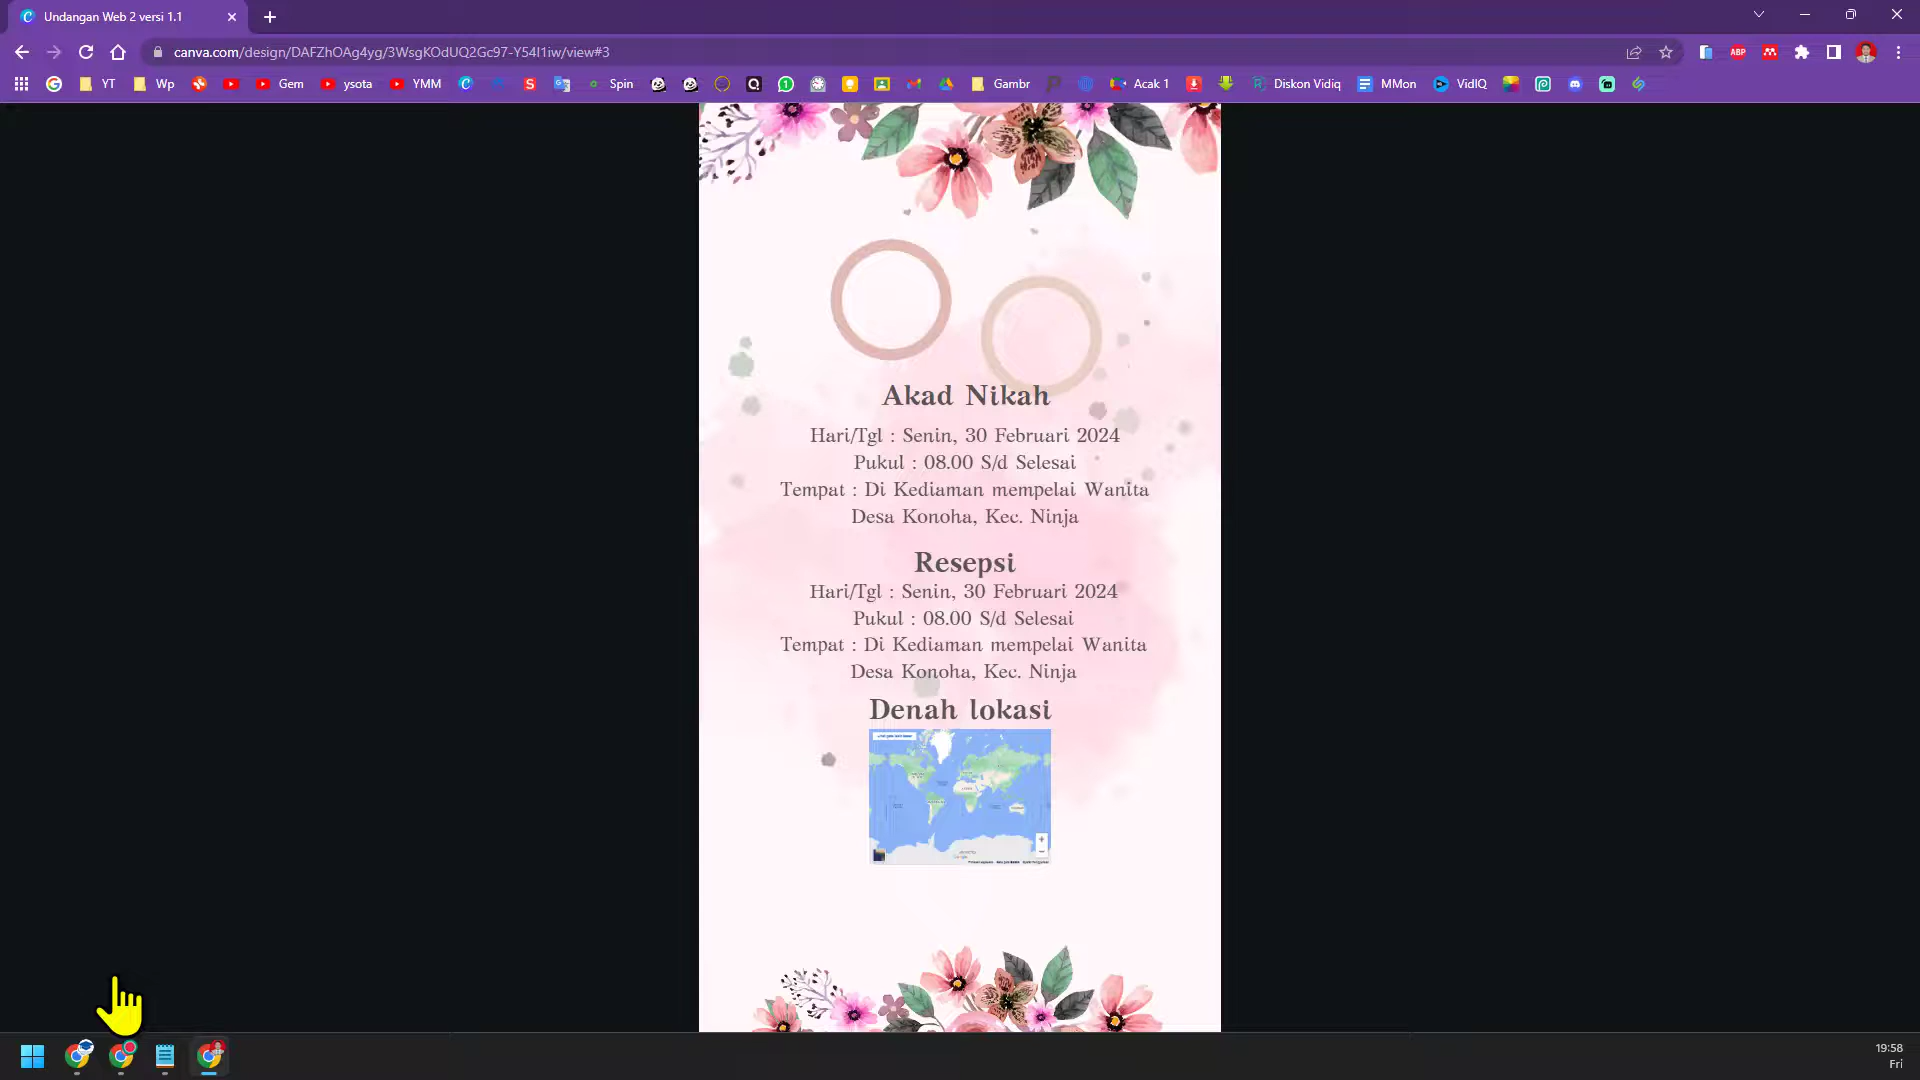 Undangan Web 2 versi 1.1
canva.com/design/DAFZhOAg4yg/3WsgKOdUQ2Gc97-Y54l1iw/view#3
YT
Wp
Gem
ysota
YMM
Spin
Gambr
Acak 1
Diskon Vidiq
MMon
VidIQ
ABP
Akad Nikah
Hari/Tgl : Senin, 30 Februari 2024
Pukul : 08.00 S/d Selesai
Tempat : Di Kediaman mempelai Wanita
Desa Konoha, Kec. Ninja
Resepsi
Hari/Tgl : Senin, 30 Februari 2024
Pukul : 08.00 S/d Selesai
Tempat : Di Kediaman mempelai Wanita
Desa Konoha, Kec. Ninja
Denah lokasi
19:58
Fri